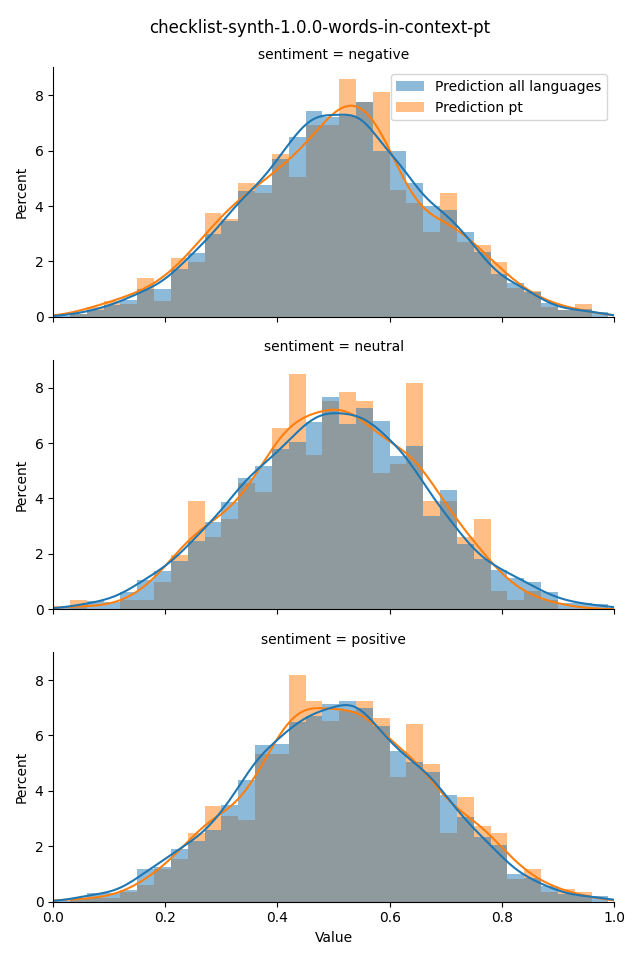 checklist-synth-1.0.0-words-in-context-pt
sentiment = negative
Prediction all languages
Prediction pt
Percent
8
6
4
2
0
sentiment = neutral
Percent
8
6
4
2
0
sentiment = positive
Percent
8
6
4
2
0
0.0 0.2 0.4 0.6 0.8 1.0
Value